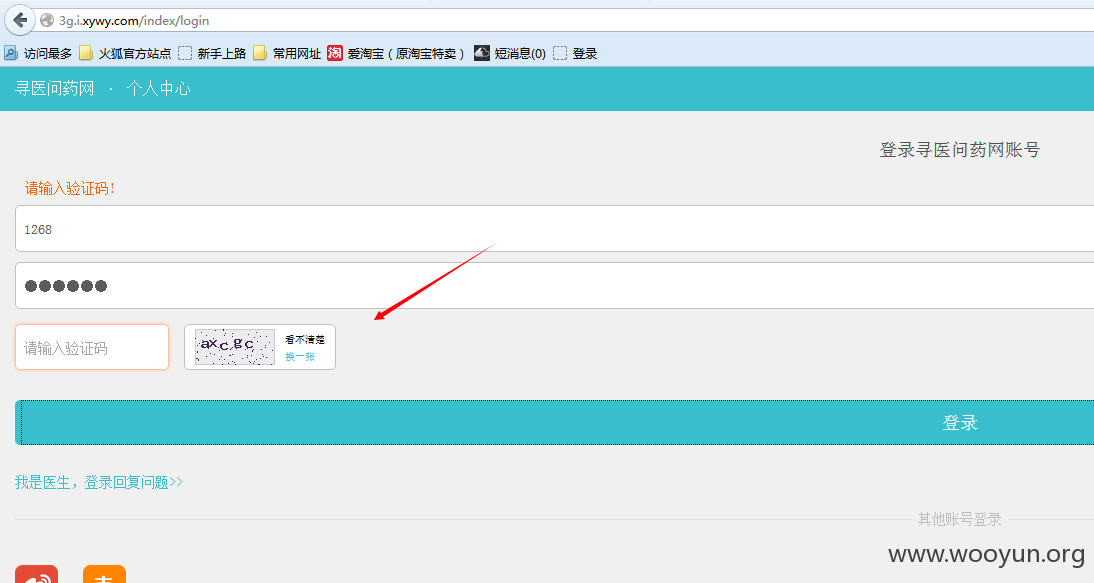 3g.i.xywy.com/index/login
访问最多 火狐官方站点 新手上路 常用网址 淘 爱淘宝（原淘宝特卖） 短消息(0) 登录
寻医问药网 · 个人中心
登录寻医问药网账号
请输入验证码!
1268
●●●●●●
请输入验证码 axcgc 看不清楚
换一张
登录
我是医生，登录回复问题>>
其他账号登录
www.wooyun.org